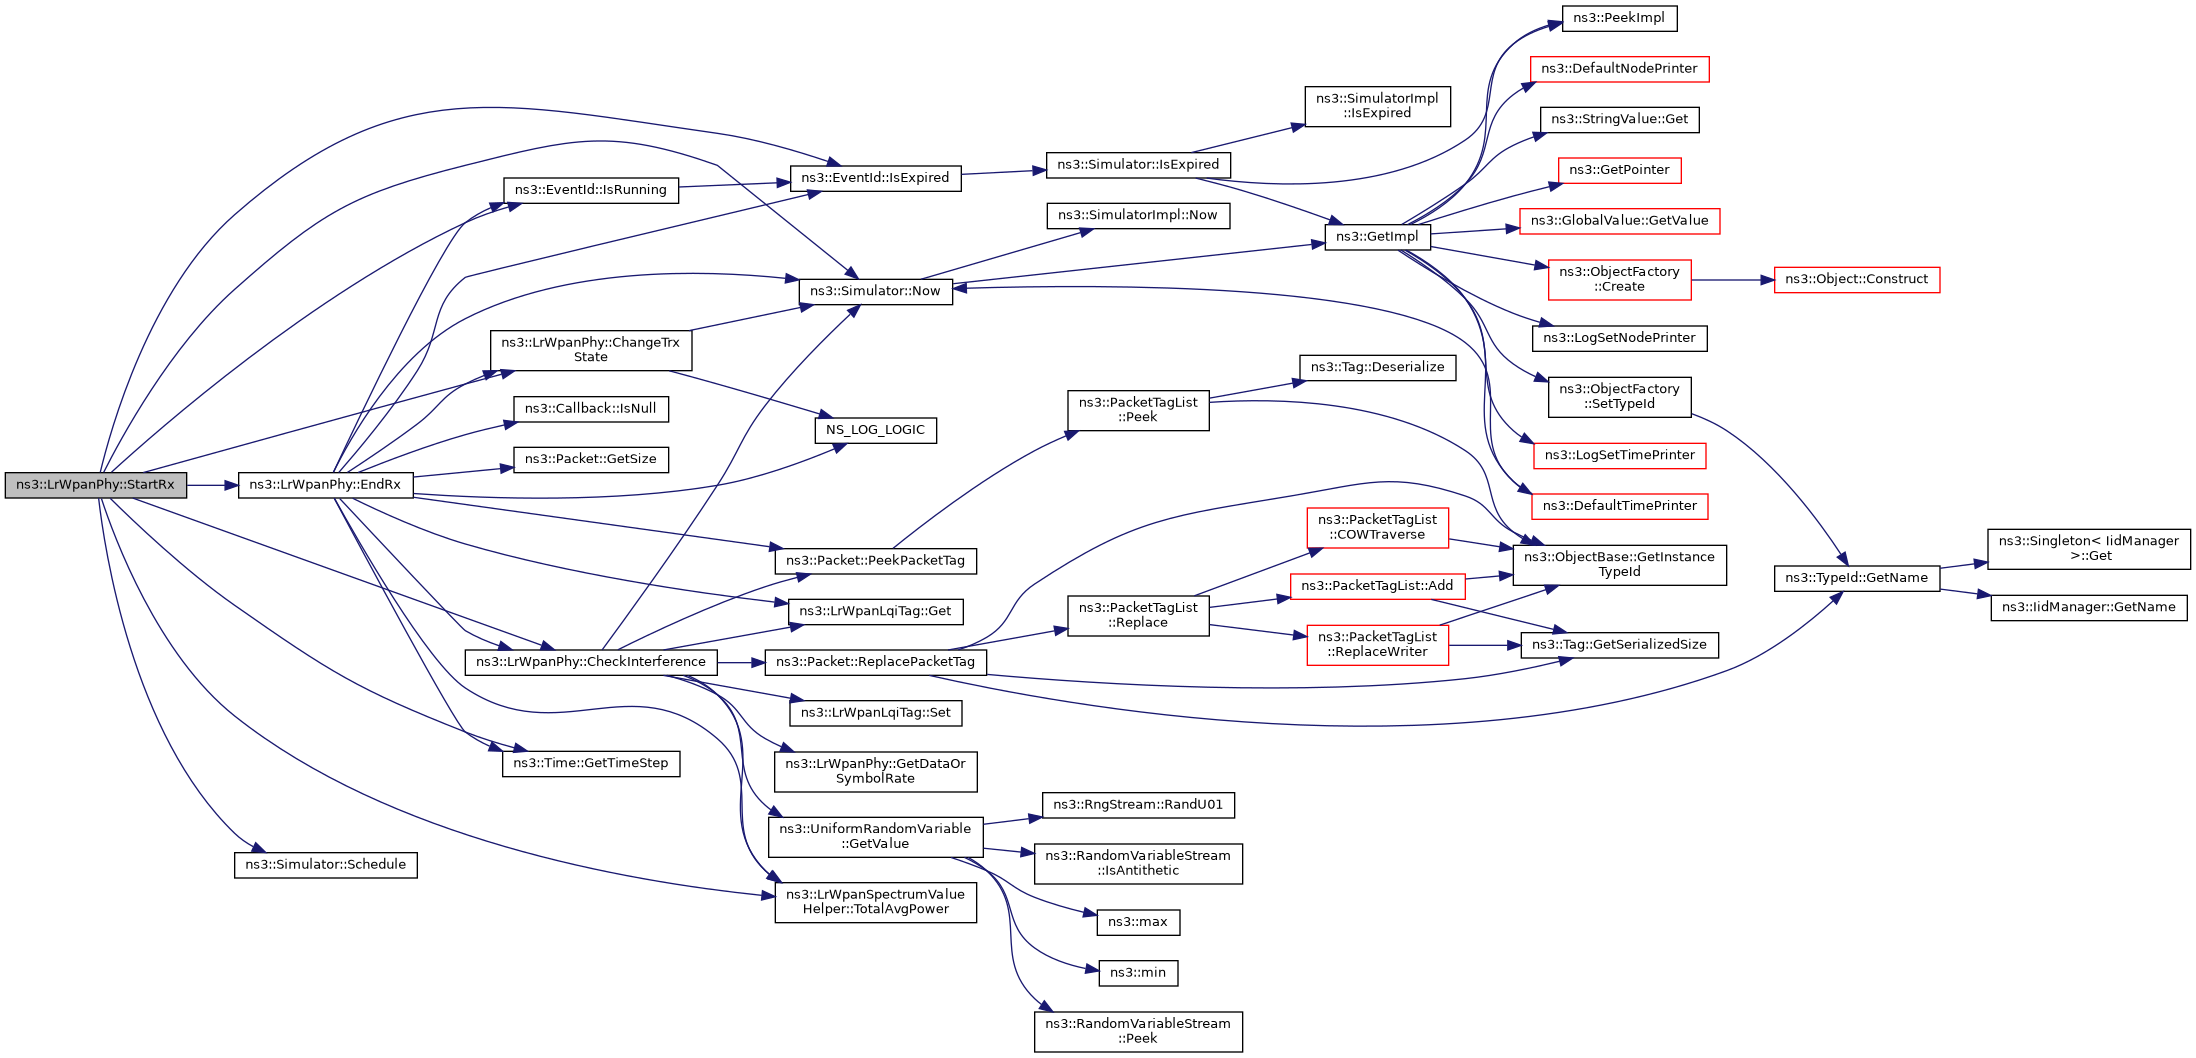 ns3::LrWpanPhy::StartRx
ns3::LrWpanPhy::EndRx
ns3::Simulator::Schedule
ns3::EventId::IsRunning
ns3::LrWpanPhy::ChangeTrx
State
ns3::Callback::IsNull
ns3::Packet::GetSize
ns3::LrWpanPhy::CheckInterference
ns3::Time::GetTimeStep
ns3::EventId::IsExpired
ns3::Simulator::Now
NS_LOG_LOGIC
ns3::Packet::PeekPacketTag
ns3::LrWpanLqiTag::Get
ns3::Packet::ReplacePacketTag
ns3::LrWpanLqiTag::Set
ns3::LrWpanPhy::GetDataOr
SymbolRate
ns3::UniformRandomVariable
::GetValue
ns3::LrWpanSpectrumValue
Helper::TotalAvgPower
ns3::Simulator::IsExpired
ns3::SimulatorImpl::Now
ns3::PacketTagList
::Peek
ns3::PacketTagList
::Replace
ns3::RngStream::RandU01
ns3::RandomVariableStream
::IsAntithetic
ns3::max
ns3::min
ns3::RandomVariableStream
::Peek
ns3::SimulatorImpl
::IsExpired
ns3::GetImpl
ns3::Tag::Deserialize
ns3::PacketTagList
::COWTraverse
ns3::PacketTagList::Add
ns3::PacketTagList
::ReplaceWriter
ns3::PeekImpl
ns3::DefaultNodePrinter
ns3::StringValue::Get
ns3::GetPointer
ns3::GlobalValue::GetValue
ns3::ObjectFactory
::Create
ns3::LogSetNodePrinter
ns3::ObjectFactory
::SetTypeId
ns3::LogSetTimePrinter
ns3::DefaultTimePrinter
ns3::ObjectBase::GetInstance
TypeId
ns3::Tag::GetSerializedSize
ns3::Object::Construct
ns3::TypeId::GetName
ns3::Singleton< IidManager
>::Get
ns3::IidManager::GetName